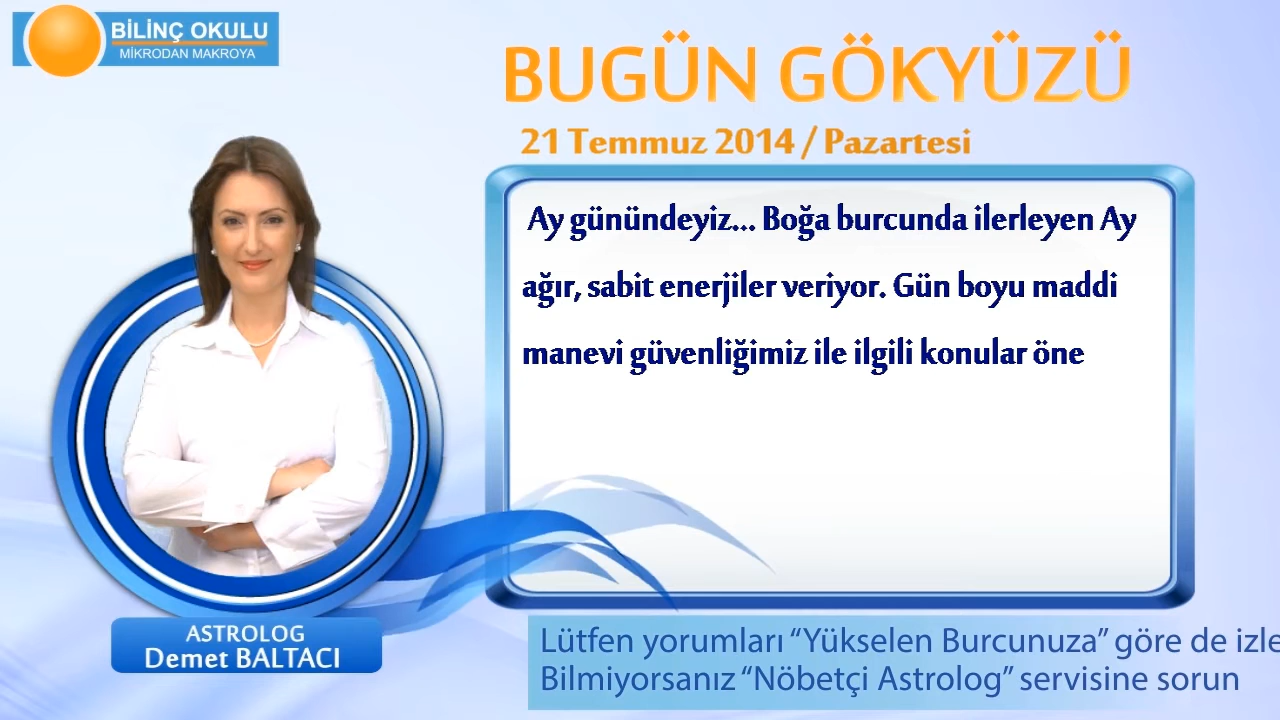 BİLİNÇ OKULU
MİKRODAN MAKROYA
BUGÜN GÖKYÜZÜ
21 Temmuz 2014 / Pazartesi
Ay günündeyiz... Boğa burcunda ilerleyen Ay
ağır, sabit enerjiler veriyor. Gün boyu maddi
manevi güvenliğimiz ile ilgili konular öne
ASTROLOG
Demet BALTACI
Lütfen yorumları “Yükselen Burcunuza” göre de izle
Bilmiyorsanız “Nöbetçi Astrolog” servisine sorun